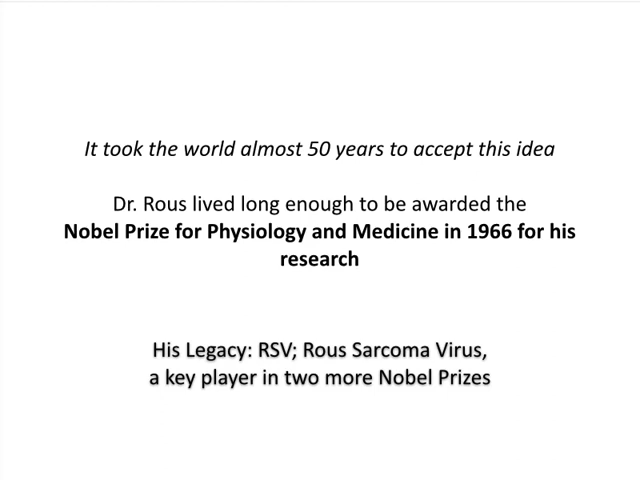 It took the world almost 50 years to accept this idea
Dr. Rous lived long enough to be awarded the
Nobel Prize for Physiology and Medicine in 1966 for his
research
His Legacy: RSV; Rous Sarcoma Virus,
a key player in two more Nobel Prizes